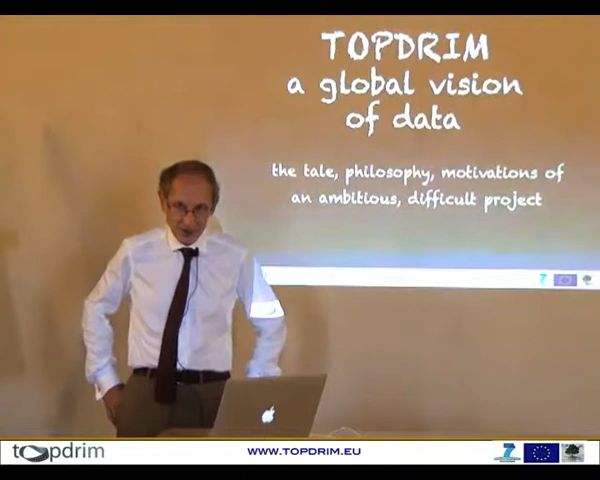 TOPDRIM
a global vision
of data
the tale, philosophy, motivations of
an ambitious, difficult project
topdrim
WWW.TOPDRIM.EU